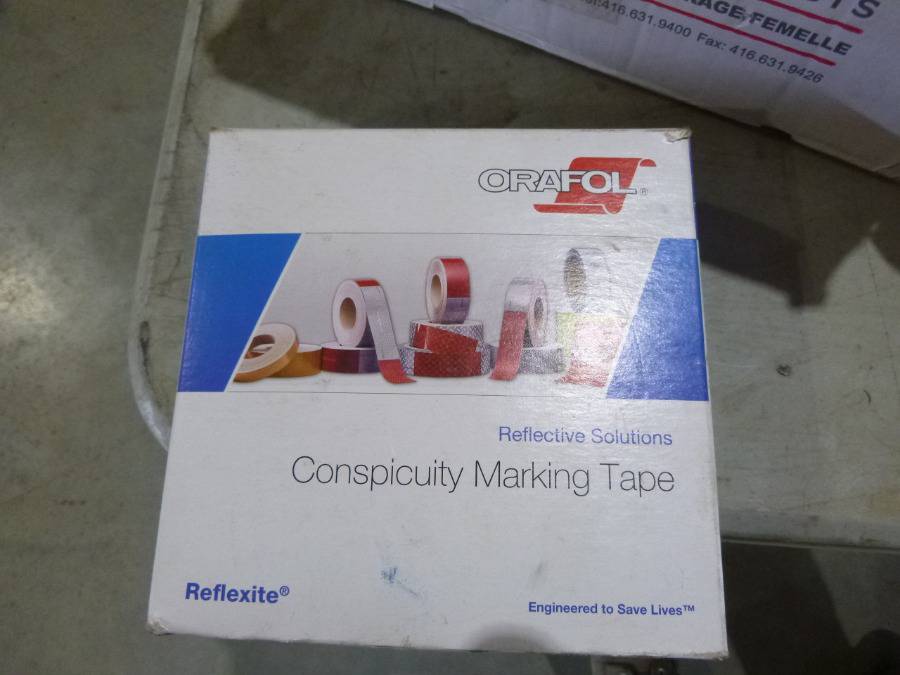 416.631.9400 Fax: 416.631.9426
FEMELLE
ORAFOL®
Reflective Solutions
Conspicuity Marking Tape
Reflexite®
Engineered to Save Lives™